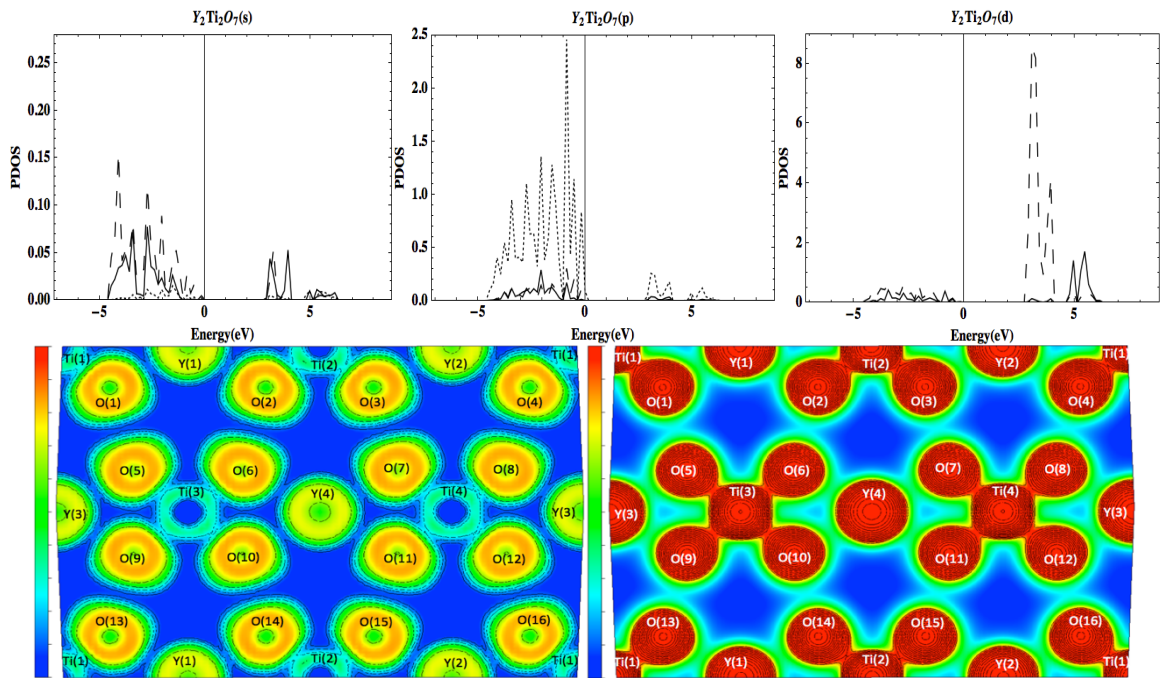 Y2Ti2O7(s) Y2Ti2O7(p) Y2Ti2O7(d)
0.25
0.20
0.15
0.10
0.05
0.00
PDOS
−5 0 5
2.5
2.0
1.5
1.0
0.5
0.0
PDOS
−5 0 5
8
6
4
2
0
PDOS
−5 0 5
Energy(eV) Energy(eV) Energy(eV)
Ti(1) Y(1) Ti(2) Y(2) Ti(1)
O(1) O(2) O(3) O(4)
O(5) O(6) O(7) O(8)
Ti(3) Ti(4)
Y(3) Y(4) Y(3)
O(9) O(10) O(11) O(12)
O(13) O(14) O(15) O(16)
Ti(1) Y(1) Ti(2) Y(2) Ti(1)
Ti(1) Y(1) Ti(2) Y(2) Ti(1)
O(1) O(2) O(3) O(4)
O(5) O(6) O(7) O(8)
Ti(3) Ti(4)
Y(3) Y(4) Y(3)
O(9) O(10) O(11) O(12)
O(13) O(14) O(15) O(16)
Ti(1) Y(1) Ti(2) Y(2) Ti(1)